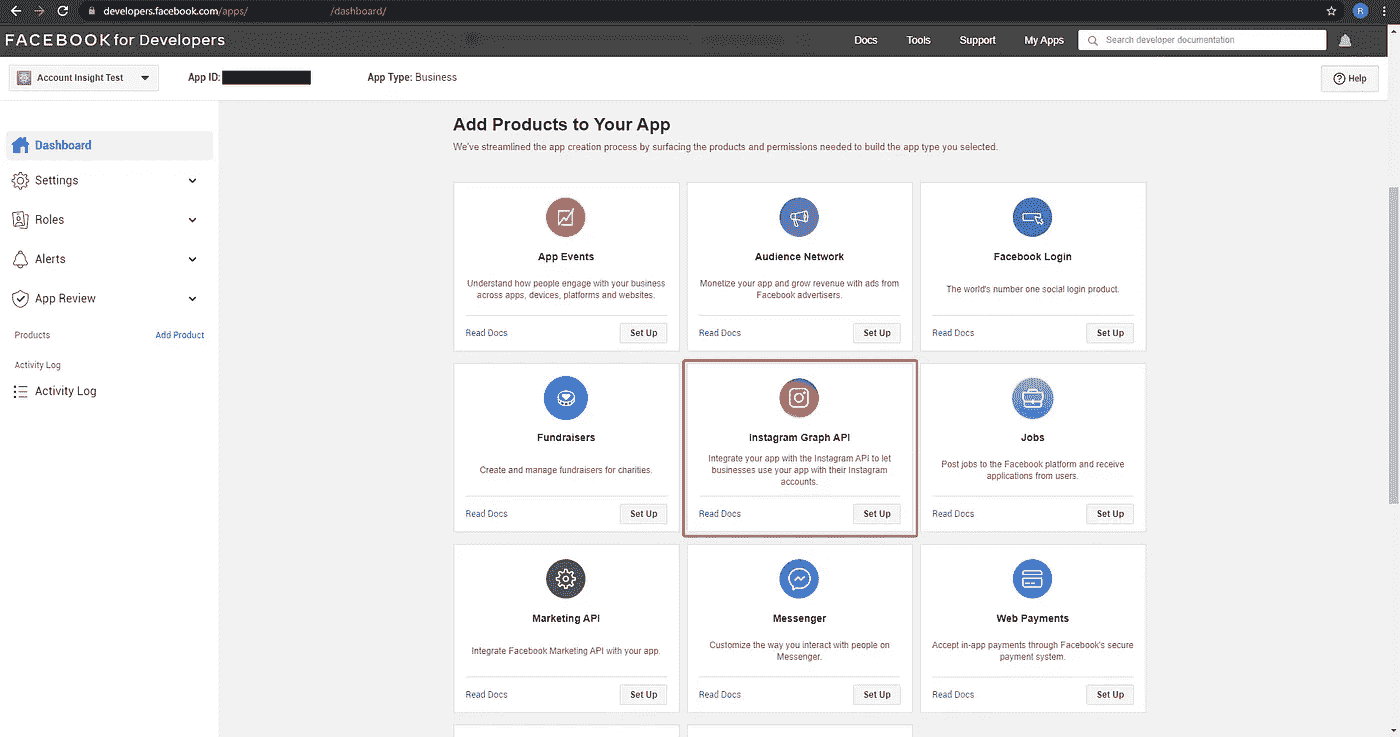 developers.facebook.com/apps/ /dashboard/
R
FACEBOOK for Developers
Docs Tools Support My Apps Search developer documentation
Account Insight Test App ID: App Type: Business Help
Dashboard
Settings
Roles
Alerts
App Review
Products Add Product
Activity Log
Activity Log
Add Products to Your App
We've streamlined the app creation process by surfacing the products and permissions needed to build the app type you selected.
App Events
Understand how people engage with your business
across apps, devices, platforms and websites.
Read Docs Set Up
Audience Network
Monetize your app and grow revenue with ads from
Facebook advertisers.
Read Docs Set Up
Facebook Login
The world's number one social login product.
Read Docs Set Up
Fundraisers
Create and manage fundraisers for charities.
Read Docs Set Up
Instagram Graph API
Integrate your app with the Instagram API to let
businesses use your app with their Instagram
accounts.
Read Docs Set Up
Jobs
Post jobs to the Facebook platform and receive
applications from users.
Read Docs Set Up
Marketing API
Integrate Facebook Marketing API with your app.
Read Docs Set Up
Messenger
Customize the way you interact with people on
Messenger.
Read Docs Set Up
Web Payments
Accept in-app payments through Facebook's secure
payment system.
Read Docs Set Up